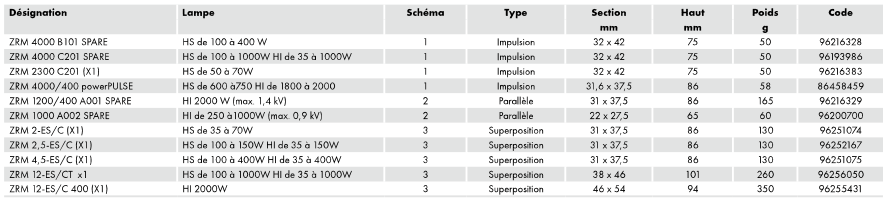 Désignation Lampe Schéma Type Section Haut Poids Code
mm mm g
ZRM 4000 B101 SPARE HS de 100 à 400 W 1 Impulsion 32 x 42 75 50 96216328
ZRM 4000 C201 SPARE HS de 100 à 1000W HI de 35 à 1000W 1 Impulsion 32 x 42 75 50 96193986
ZRM 2300 C201 (X1) HS de 50 à 70W 1 Impulsion 32 x 42 75 50 96216383
ZRM 4000/400 powerPULSE HS de 600 à750 HI de 1800 à 2000 1 Impulsion 31,6 x 37,5 86 58 86458459
ZRM 1200/400 A001 SPARE HI 2000 W (max. 1,4 kV) 2 Parallèle 31 x 37,5 86 165 96216329
ZRM 1000 A002 SPARE HI de 250 à1000W (max. 0,9 kV) 2 Parallèle 22 x 27,5 65 60 96200700
ZRM 2-ES/C (X1) HS de 35 à 70W 3 Superposition 31 x 37,5 86 130 96251074
ZRM 2,5-ES/C (X1) HS de 100 à 150W HI de 35 à 150W 3 Superposition 31 x 37,5 86 130 96252167
ZRM 4,5-ES/C (X1) HS de 100 à 400W HI de 35 à 400W 3 Superposition 31 x 37,5 86 130 96251075
ZRM 12-ES/CT x1 HS de 100 à 1000W HI de 35 à 1000W 3 Superposition 38 x 46 101 260 96256050
ZRM 12-ES/C 400 (X1) HI 2000W 3 Superposition 46 x 54 94 350 96255431